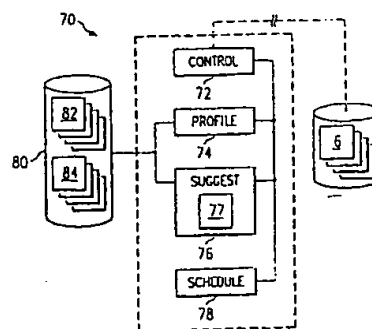 70
CONTROL
72
82
PROFILE
6
80
74
84
SUGGEST
77
76
SCHEDULE
78